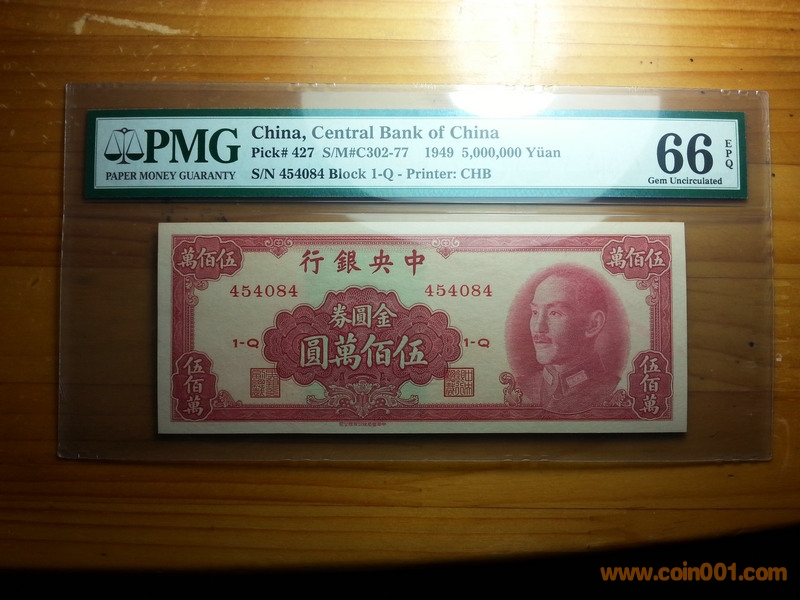 PMG
PAPER MONEY GUARANTY
China, Central Bank of China
Pick# 427 S/M#C302-77 1949 5,000,000 Yüan
S/N 454084 Block 1-Q - Printer: CHB
66 EPQ
Gem Uncirculated
萬佰伍
行銀央中
萬佰伍
454084
454084
券圓金
1-Q
圓萬佰伍
1-Q
伍佰萬
伍佰萬
www.coin001.com